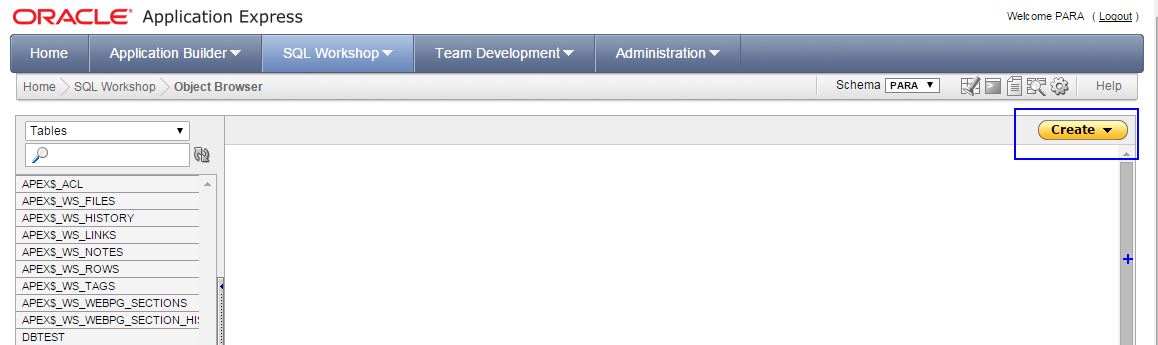 ORACLE Application Express
Welcome PARA ( Logout )
Home Application Builder SQL Workshop Team Development Administration
Home SQL Workshop Object Browser
Schema PARA Help
Tables
Create
APEX$_ACL
APEX$_WS_FILES
APEX$_WS_HISTORY
APEX$_WS_LINKS
APEX$_WS_NOTES
APEX$_WS_ROWS
APEX$_WS_TAGS
APEX$_WS_WEBPG_SECTIONS
APEX$_WS_WEBPG_SECTION_HIS
DBTEST